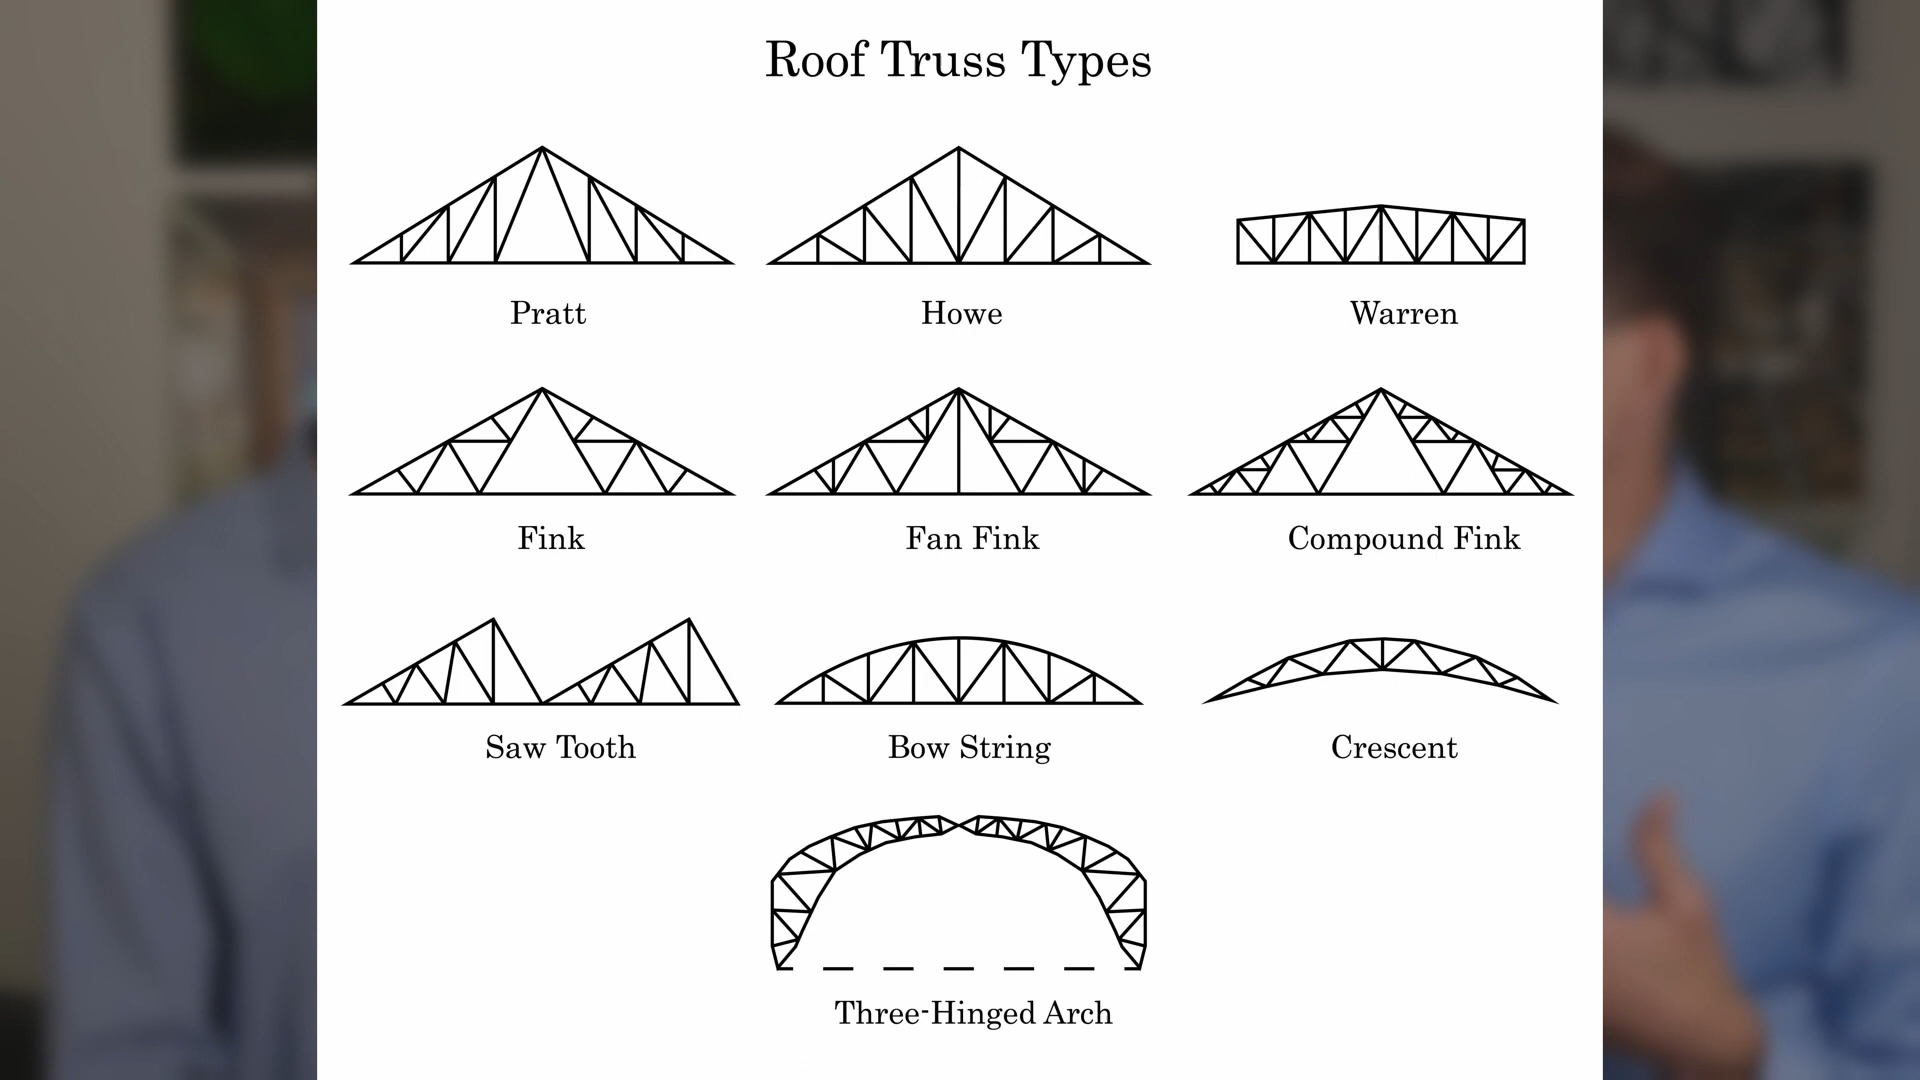 Roof Truss Types
Pratt
Howe
Warren
Fink
Fan Fink
Compound Fink
Saw Tooth
Bow String
Crescent
Three-Hinged Arch